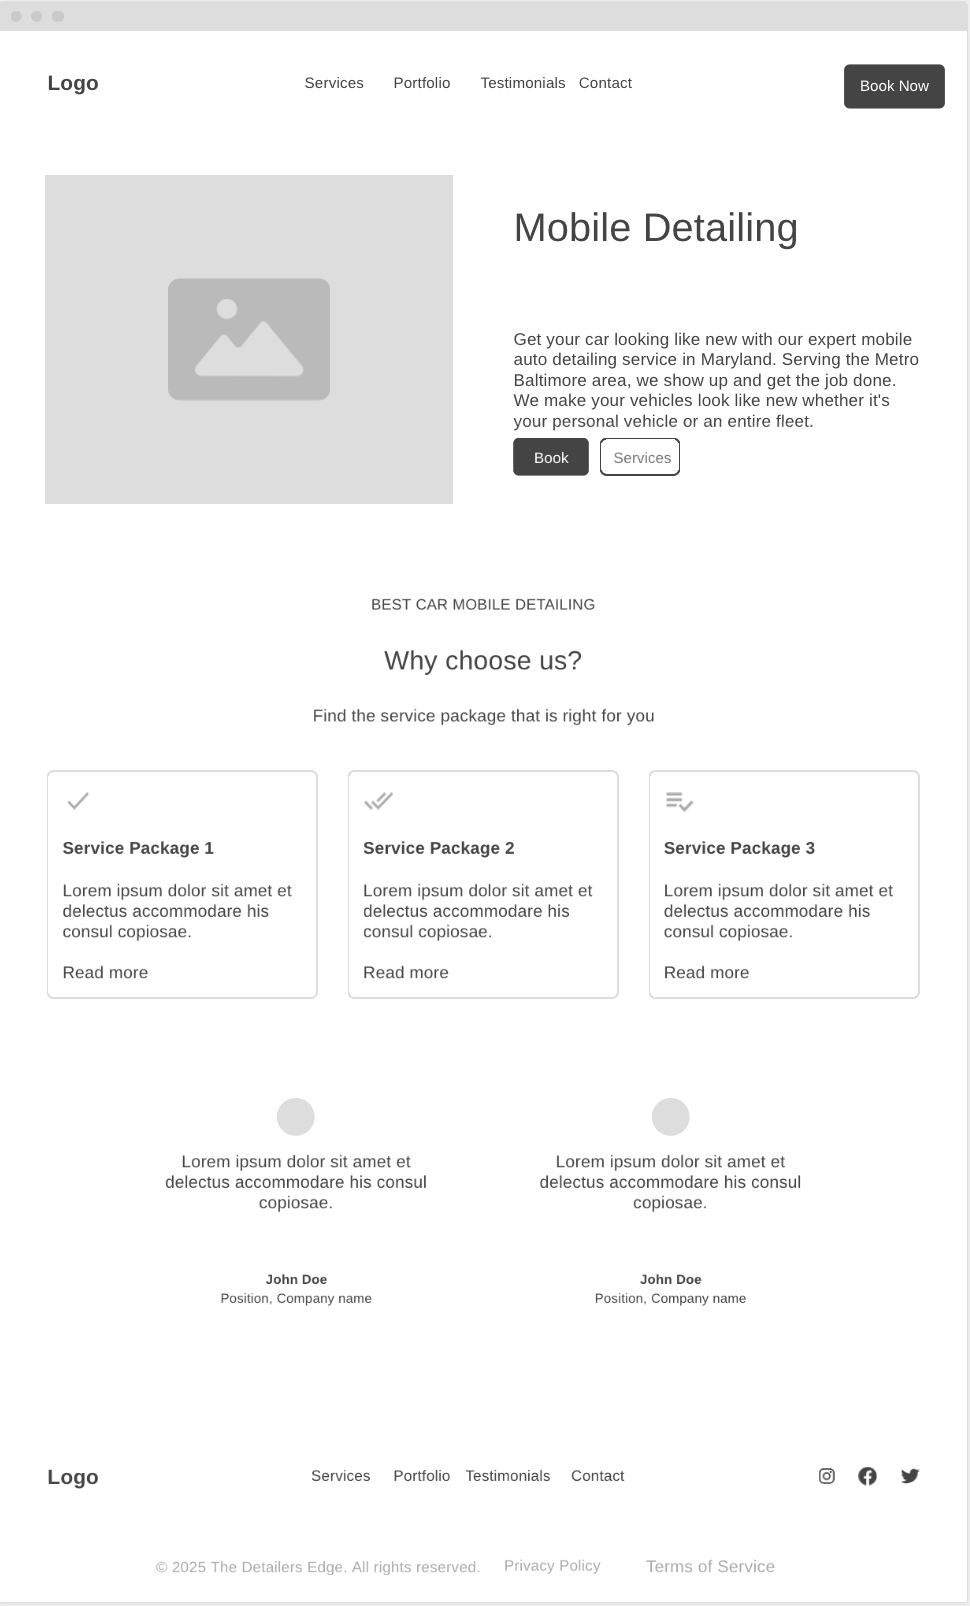 Logo
Services Portfolio Testimonials Contact
Book Now
Mobile Detailing
Get your car looking like new with our expert mobile
auto detailing service in Maryland. Serving the Metro
Baltimore area, we show up and get the job done.
We make your vehicles look like new whether it's
your personal vehicle or an entire fleet.
Book
Services
BEST CAR MOBILE DETAILING
Why choose us?
Find the service package that is right for you
Service Package 1
Lorem ipsum dolor sit amet et
delectus accommodare his
consul copiosae.
Read more
Service Package 2
Lorem ipsum dolor sit amet et
delectus accommodare his
consul copiosae.
Read more
Service Package 3
Lorem ipsum dolor sit amet et
delectus accommodare his
consul copiosae.
Read more
Lorem ipsum dolor sit amet et
delectus accommodare his consul
copiosae.
John Doe
Position, Company name
Lorem ipsum dolor sit amet et
delectus accommodare his consul
copiosae.
John Doe
Position, Company name
Logo
Services Portfolio Testimonials Contact
© 2025 The Detailers Edge. All rights reserved. Privacy Policy Terms of Service